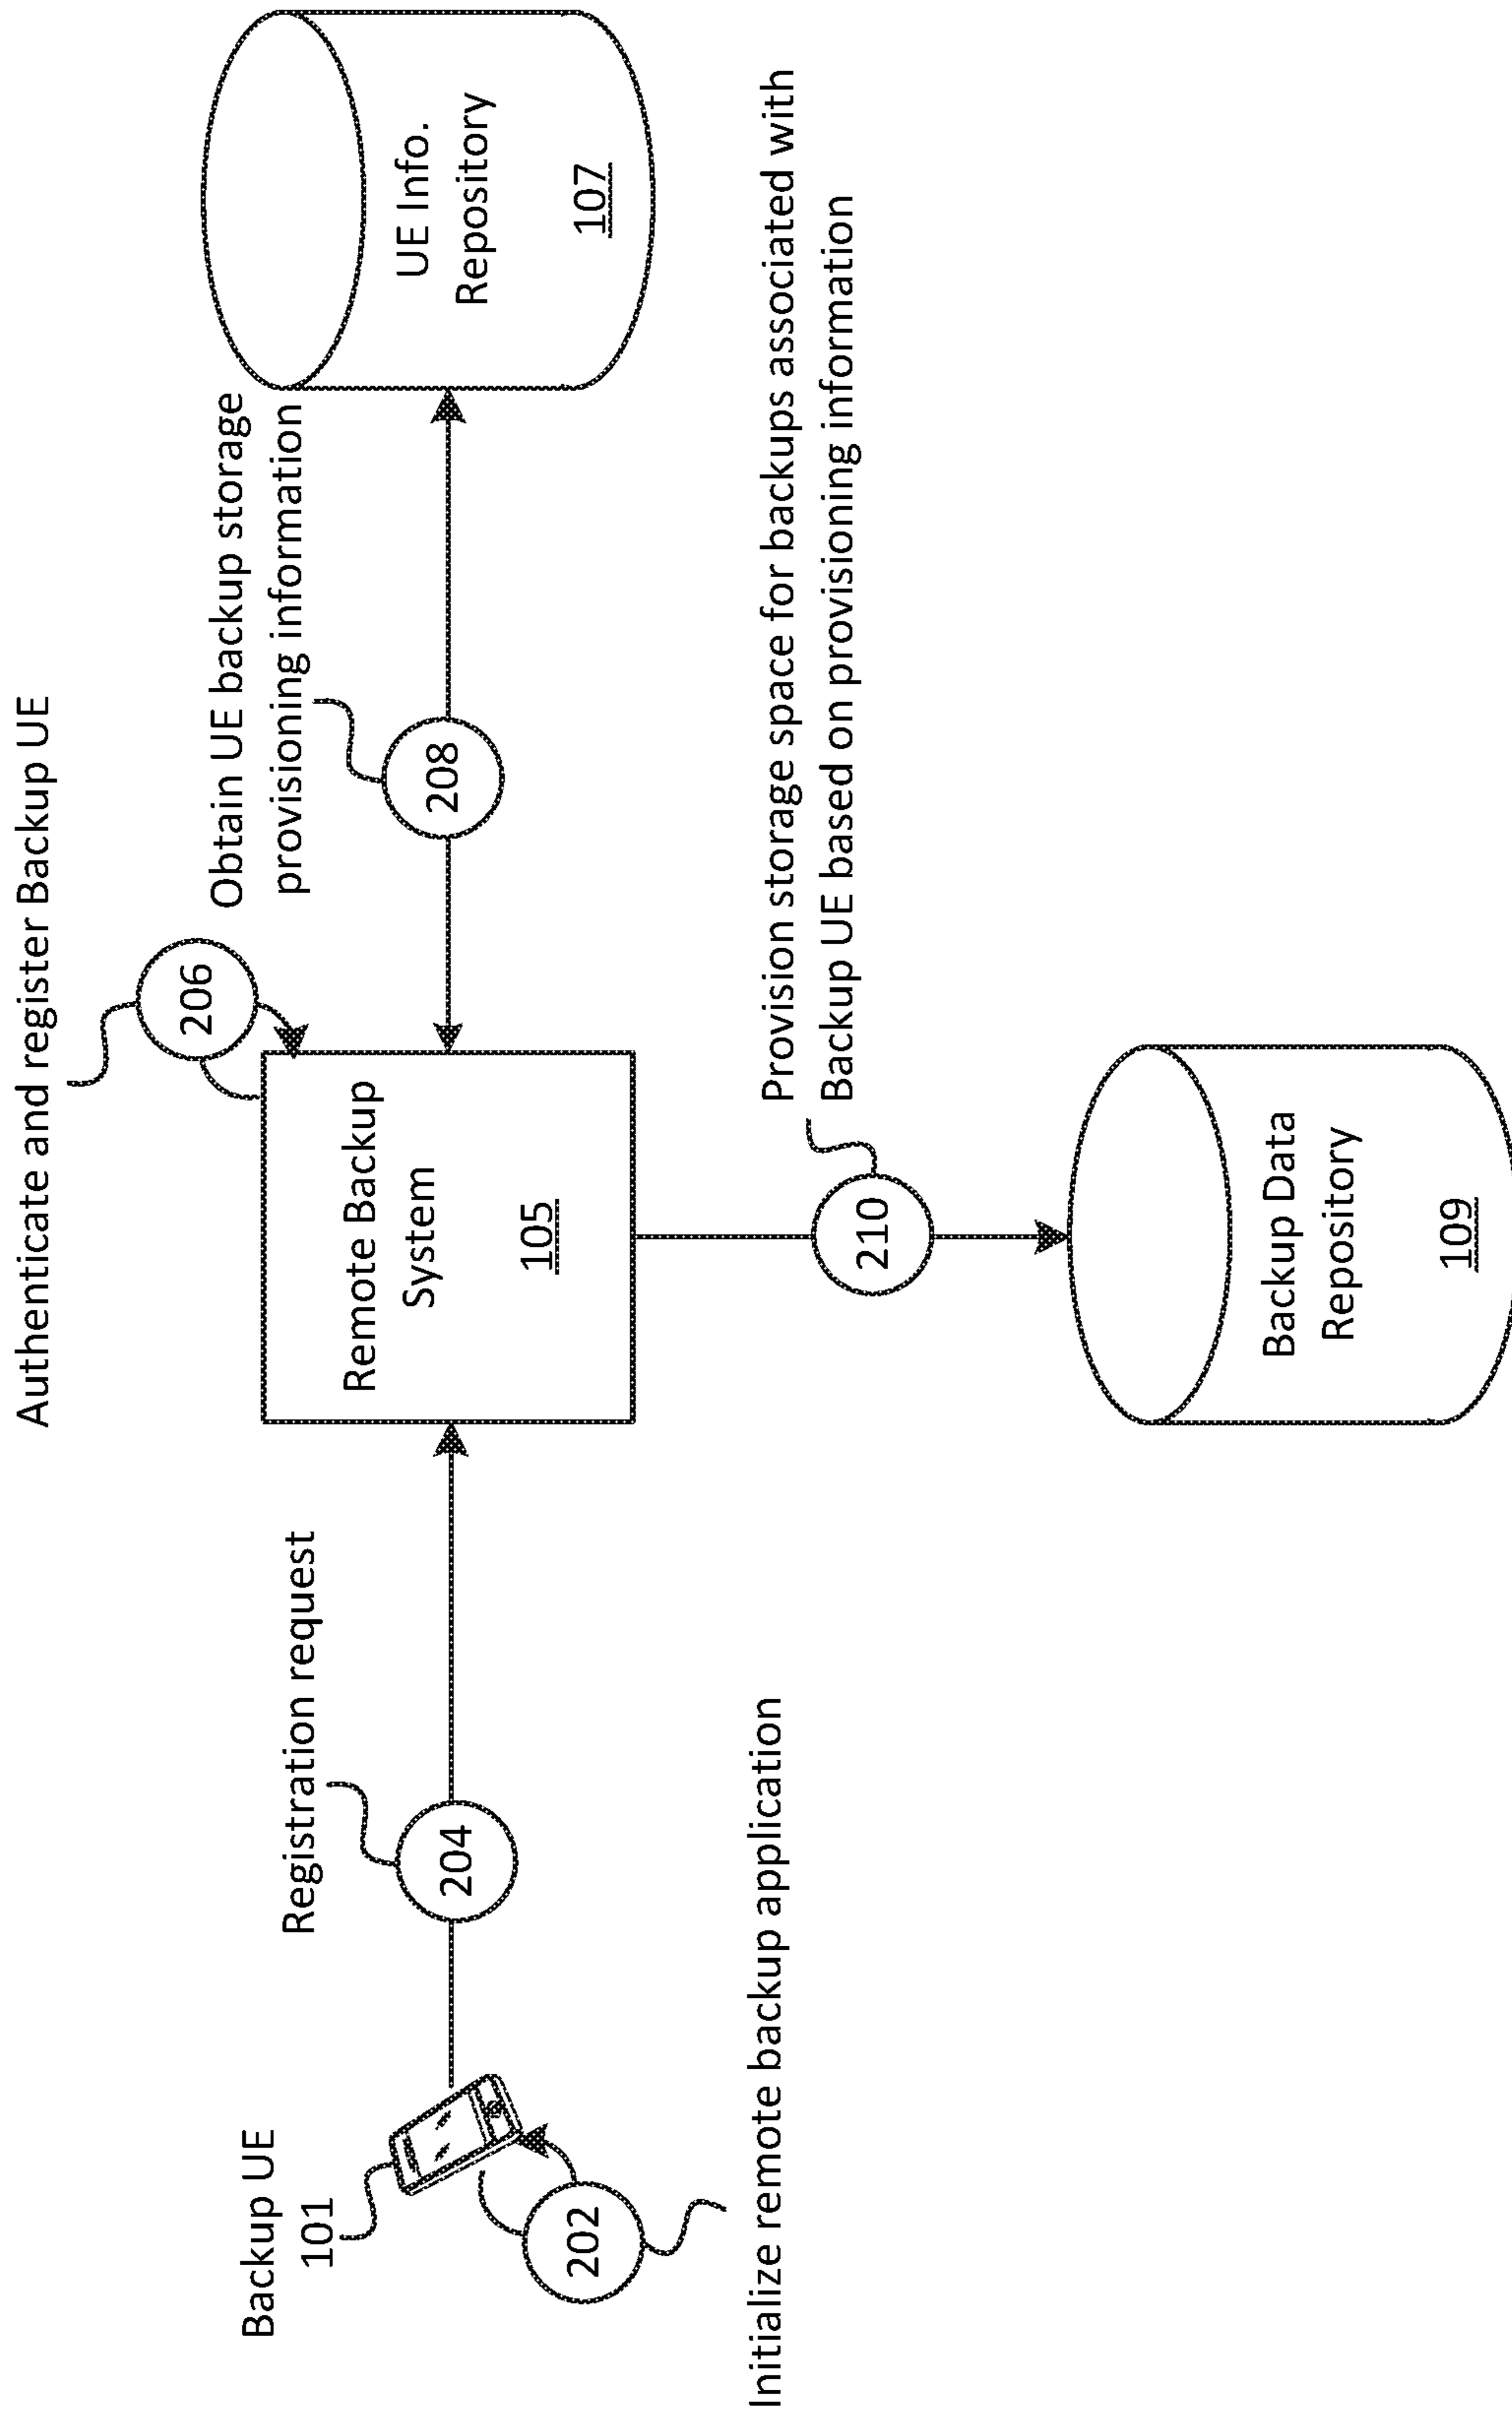 Authenticate and register Backup UE
206
Obtain UE backup storage
provisioning information
208
Backup UE
101
Registration request
204
Remote Backup
System
105
UE Info.
Repository
107
202
Initialize remote backup application
210
Provision storage space for backups associated with
Backup UE based on provisioning information
Backup Data
Repository
109